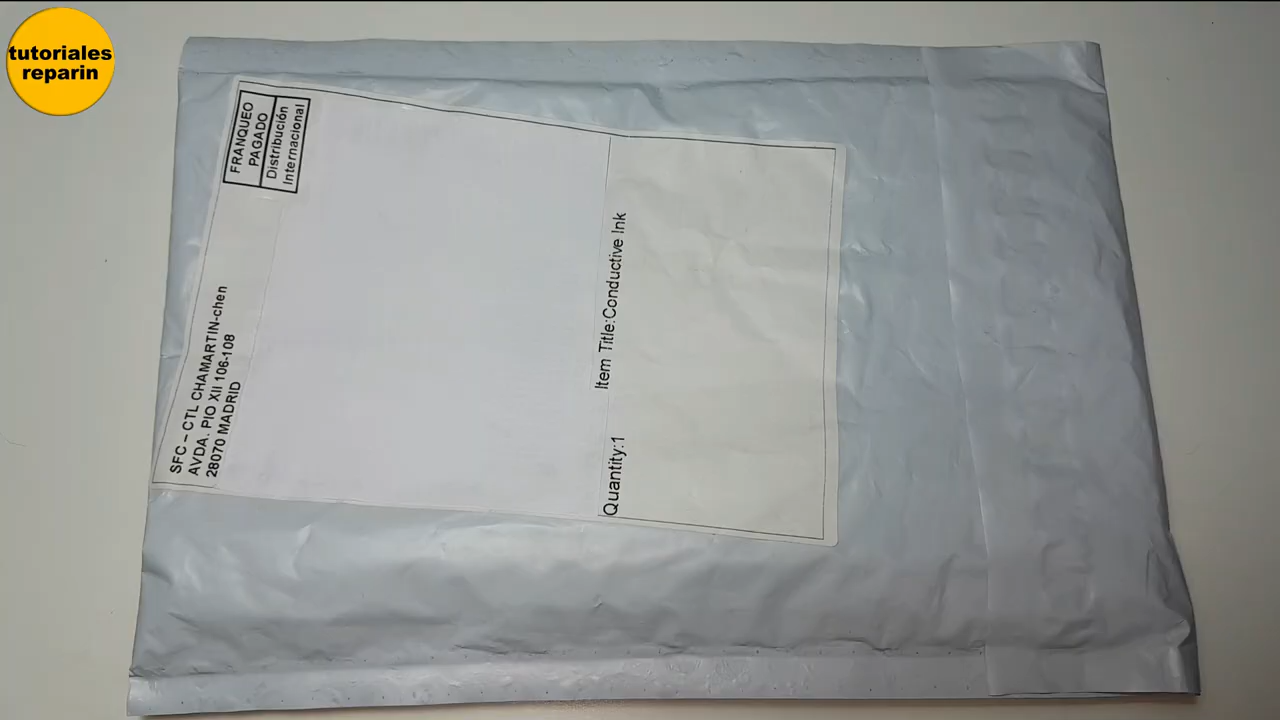 tutoriales
reparin
FRANQUEO
PAGADO
Distribución
Internacional
SFC – CTL CHAMARTIN-chen
AVDA. PIO XII 106-108
28070 MADRID
Quantity:1
Item Title:Conductive Ink